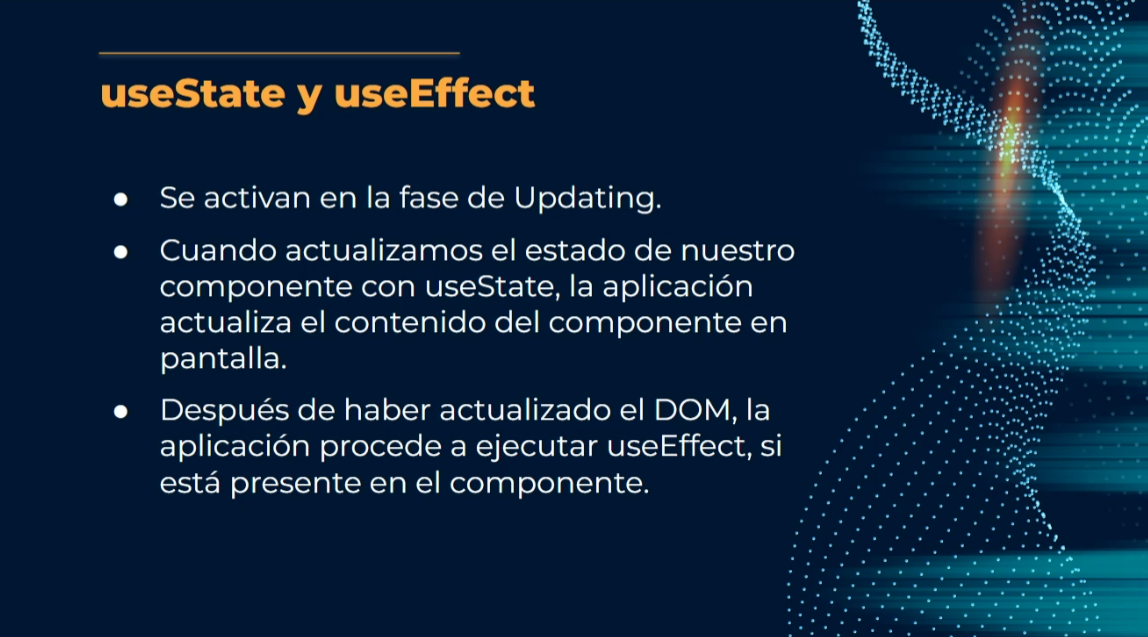 useState y useEffect
● Se activan en la fase de Updating.
● Cuando actualizamos el estado de nuestro
componente con useState, la aplicación
actualiza el contenido del componente en
pantalla.
● Después de haber actualizado el DOM, la
aplicación procede a ejecutar useEffect, si
está presente en el componente.